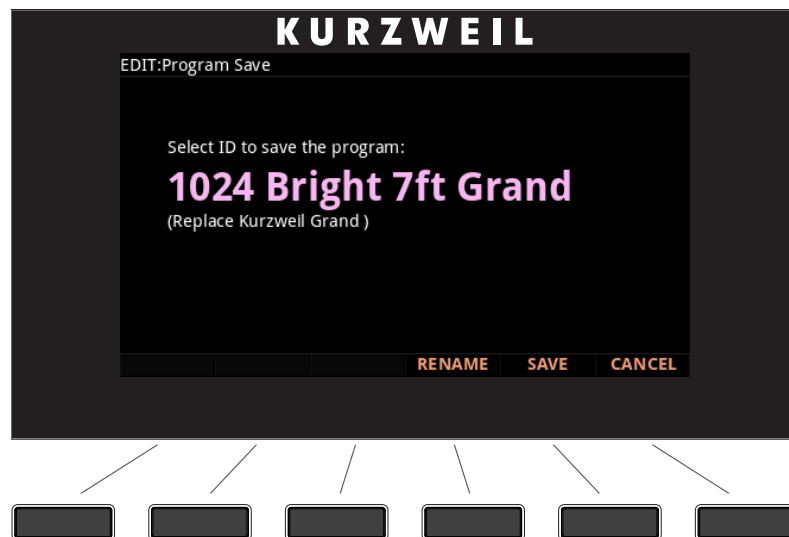 KURZWEIL
EDIT:Program Save
Select ID to save the program:
1024 Bright 7ft Grand
(Replace Kurzweil Grand )
RENAME SAVE CANCEL